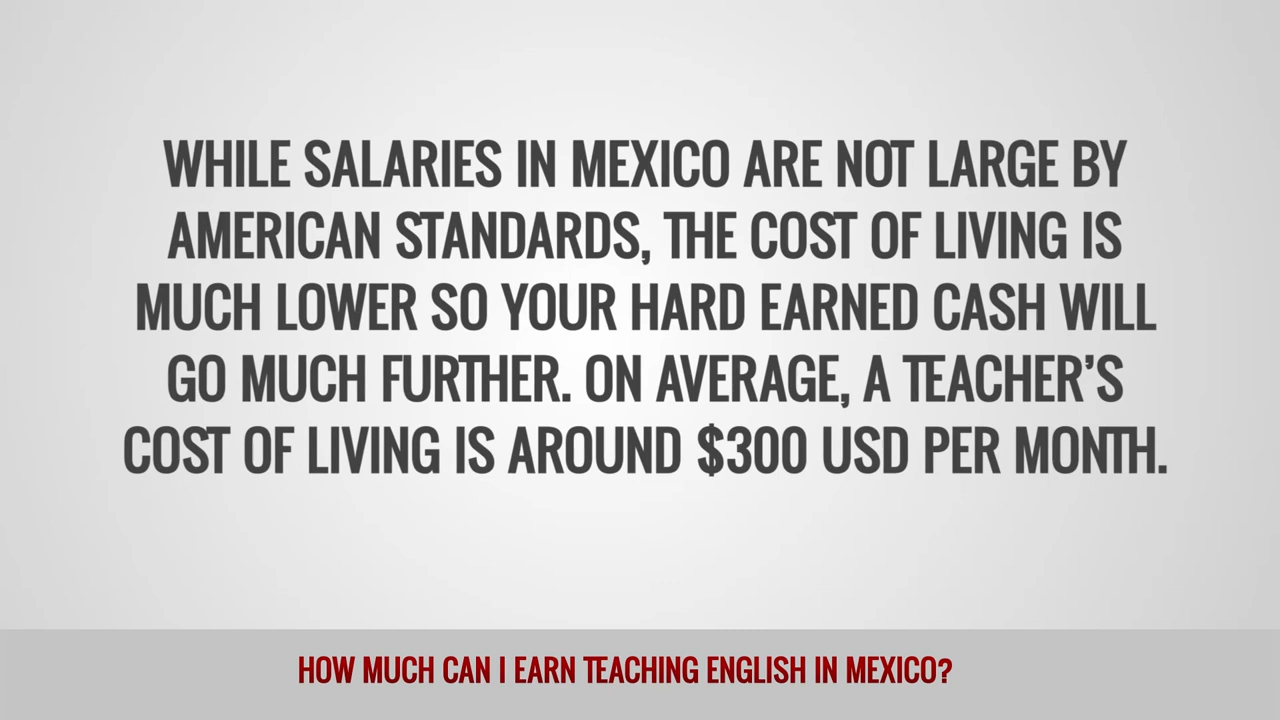 WHILE SALARIES IN MEXICO ARE NOT LARGE BY
AMERICAN STANDARDS, THE COST OF LIVING IS
MUCH LOWER SO YOUR HARD EARNED CASH WILL
GO MUCH FURTHER. ON AVERAGE, A TEACHER’S
COST OF LIVING IS AROUND $300 USD PER MONTH.
HOW MUCH CAN I EARN TEACHING ENGLISH IN MEXICO?